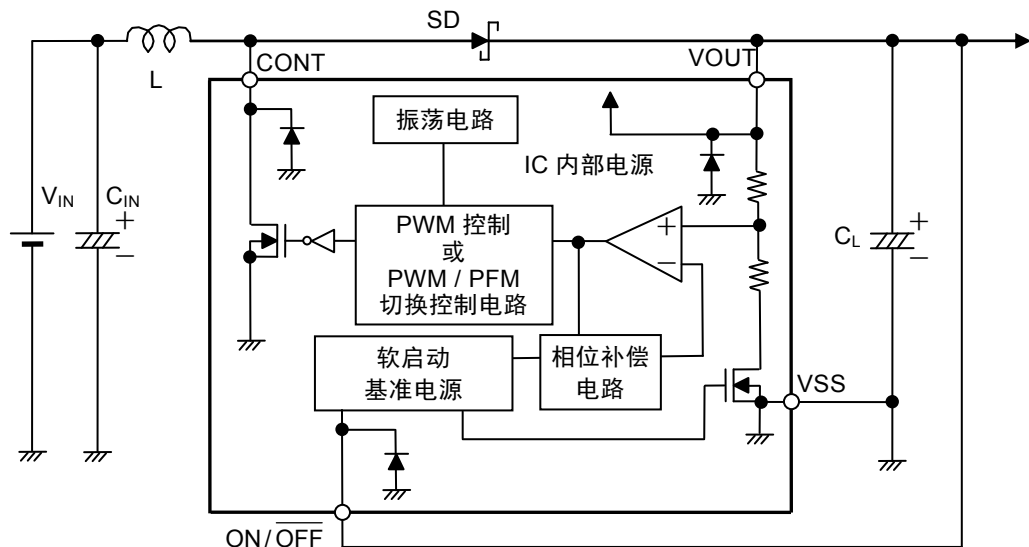 SD
CONT
VOUT
L
振荡电路
IC 内部电源
VIN
CIN
+
−
PWM 控制
或
PWM / PFM
切换控制电路
+
−
CL
+
−
软启动
基准电源
相位补偿
电路
VSS
ON / OFF